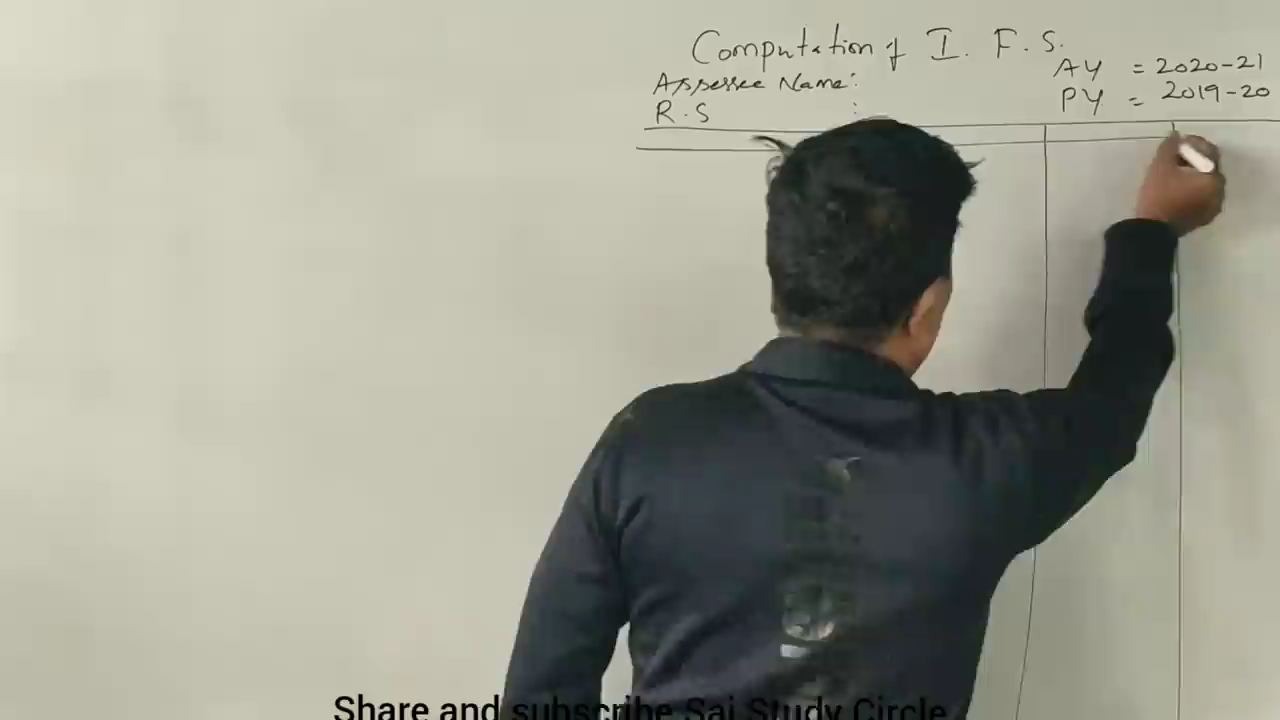 Computation of I. F. S.
Assessee Name:
AY = 2020-21
R.S :
PY = 2019-20
Share and subscribe Sai Study Circle